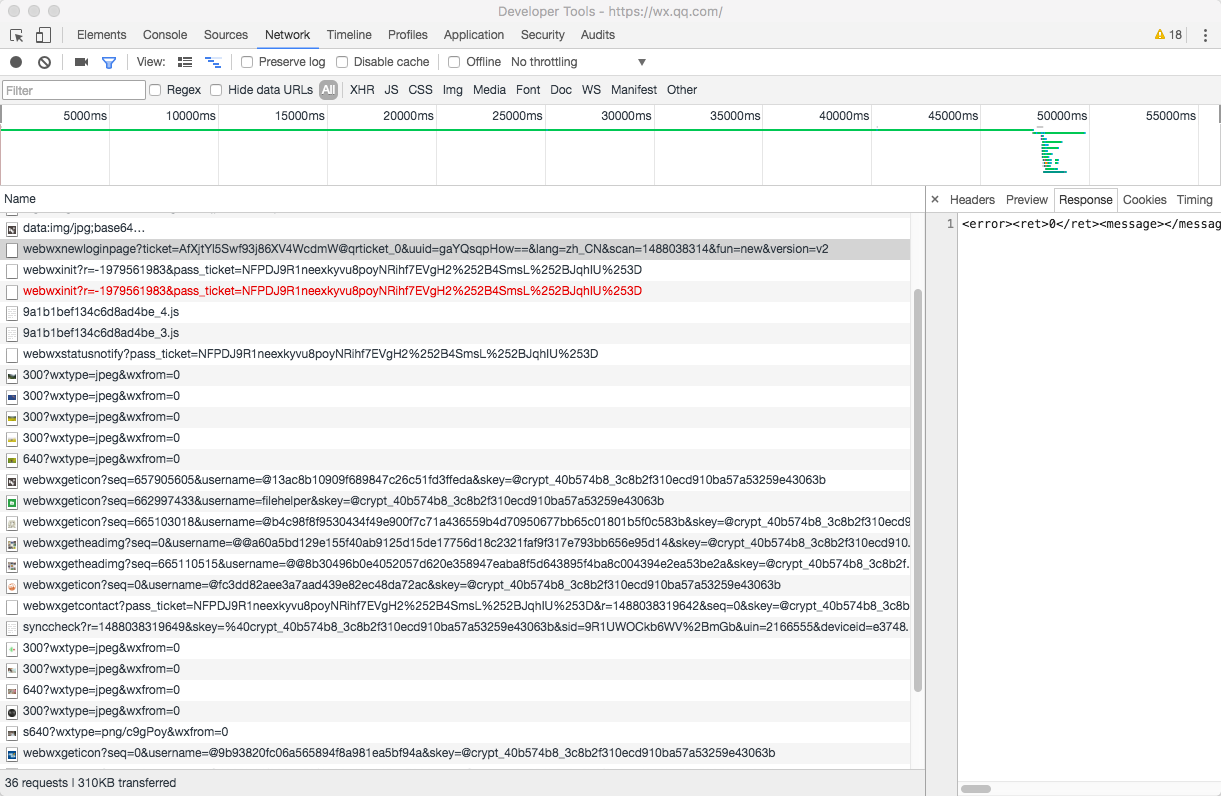 Developer Tools - https://wx.qq.com/
Elements Console Sources Network Timeline Profiles Application Security Audits 18
View: Preserve log Disable cache Offline No throttling
Filter Regex Hide data URLs All XHR JS CSS Img Media Font Doc WS Manifest Other
5000ms 10000ms 15000ms 20000ms 25000ms 30000ms 35000ms 40000ms 45000ms 50000ms 55000ms
Name × Headers Preview Response Cookies Timing
data:img/jpg;base64…
1 <error><ret>0</ret><message></messag
webwxnewloginpage?ticket=AfXjtYl5Swf93j86XV4WcdmW@qrticket_0&uuid=gaYQsqpHow==&lang=zh_CN&scan=1488038314&fun=new&version=v2
webwxinit?r=-1979561983&pass_ticket=NFPDJ9R1neexkyvu8poyNRihf7EVgH2%252B4SmsL%252BJqhIU%253D
webwxinit?r=-1979561983&pass_ticket=NFPDJ9R1neexkyvu8poyNRihf7EVgH2%252B4SmsL%252BJqhIU%253D
9a1b1bef134c6d8ad4be_4.js
9a1b1bef134c6d8ad4be_3.js
webwxstatusnotify?pass_ticket=NFPDJ9R1neexkyvu8poyNRihf7EVgH2%252B4SmsL%252BJqhIU%253D
300?wxtype=jpeg&wxfrom=0
300?wxtype=jpeg&wxfrom=0
300?wxtype=jpeg&wxfrom=0
300?wxtype=jpeg&wxfrom=0
640?wxtype=jpeg&wxfrom=0
webwxgeticon?seq=657905605&username=@13ac8b10909f689847c26c51fd3ffeda&skey=@crypt_40b574b8_3c8b2f310ecd910ba57a53259e43063b
webwxgeticon?seq=662997433&username=filehelper&skey=@crypt_40b574b8_3c8b2f310ecd910ba57a53259e43063b
webwxgeticon?seq=665103018&username=@b4c98f8f9530434f49e900f7c71a436559b4d70950677bb65c01801b5f0c583b&skey=@crypt_40b574b8_3c8b2f310ecd9
webwxgetheadimg?seq=0&username=@@a60a5bd129e155f40ab9125d15de17756d18c2321faf9f317e793bb656e95d14&skey=@crypt_40b574b8_3c8b2f310ecd910.
webwxgetheadimg?seq=665110515&username=@@8b30496b0e4052057d620e358947eaba8f5d643895f4ba8c004394e2ea53be2a&skey=@crypt_40b574b8_3c8b2f.
webwxgeticon?seq=0&username=@fc3dd82aee3a7aad439e82ec48da72ac&skey=@crypt_40b574b8_3c8b2f310ecd910ba57a53259e43063b
webwxgetcontact?pass_ticket=NFPDJ9R1neexkyvu8poyNRihf7EVgH2%252B4SmsL%252BJqhIU%253D&r=1488038319642&seq=0&skey=@crypt_40b574b8_3c8b
synccheck?r=1488038319649&skey=%40crypt_40b574b8_3c8b2f310ecd910ba57a53259e43063b&sid=9R1UWOCkb6WV%2BmGb&uin=2166555&deviceid=e3748.
300?wxtype=jpeg&wxfrom=0
300?wxtype=jpeg&wxfrom=0
640?wxtype=jpeg&wxfrom=0
300?wxtype=jpeg&wxfrom=0
s640?wxtype=png/c9gPoy&wxfrom=0
webwxgeticon?seq=0&username=@9b93820fc06a565894f8a981ea5bf94a&skey=@crypt_40b574b8_3c8b2f310ecd910ba57a53259e43063b
36 requests | 310KB transferred